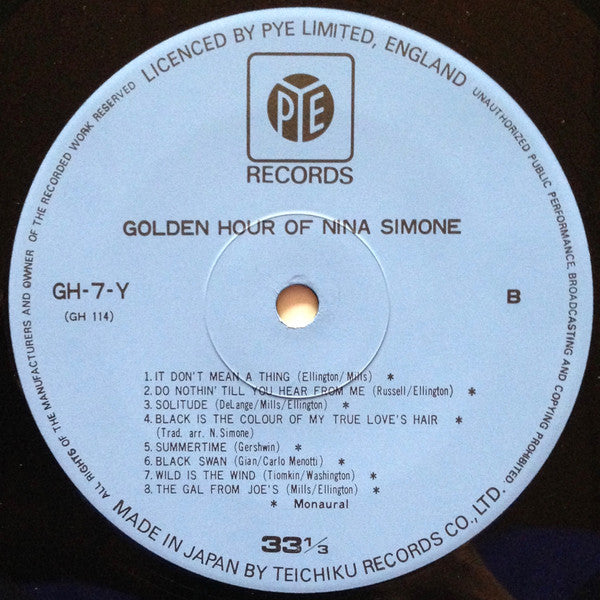 LICENCED BY PYE LIMITED, ENGLAND
UNAUTHORIZED PUBLIC PERFORMANCE, BROADCASTING AND COPYING PROHIBITED.
ALL RIGHTS OF THE MANUFACTURERS AND OWNER OF THE RECORDED WORK RESERVED
PYE
RECORDS
GOLDEN HOUR OF NINA SIMONE
GH-7-Y
(GH 114)
B
1. IT DON'T MEAN A THING (Ellington/Mills) *
2. DO NOTHIN' TILL YOU HEAR FROM ME (Russell/Ellington) *
3. SOLITUDE (DeLange/Mills/Ellington) *
4. BLACK IS THE COLOUR OF MY TRUE LOVE'S HAIR *
(Trad. arr. N. Simone)
5. SUMMERTIME (Gershwin) *
6. BLACK SWAN (Gian/Carlo Menotti) *
7. WILD IS THE WIND (Tiomkin/Washington) *
8. THE GAL FROM JOE'S (Mills/Ellington) *
* Monaural
33 1/3
MADE IN JAPAN BY TEICHIKU RECORDS CO., LTD.